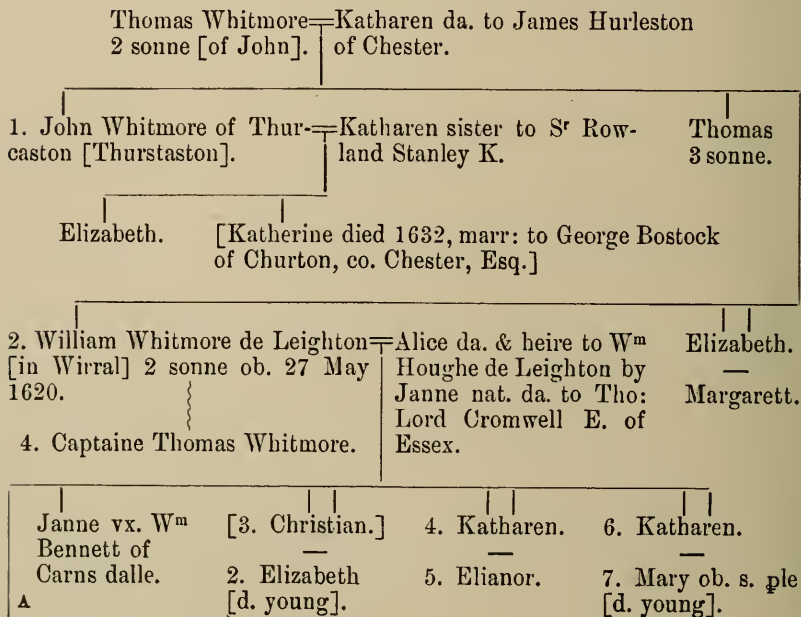 Thomas Whitmore=Katharen da. to James Hurleston
2 sonne [of John]. of Chester.
1. John Whitmore of Thur-=Katharen sister to Sʳ Row- Thomas
caston [Thurstaston]. land Stanley K. 3 sonne.
Elizabeth. [Katherine died 1632, marr: to George Bostock
of Churton, co. Chester, Esq.]
2. William Whitmore de Leighton=Alice da. & heire to Wᵐ Elizabeth.
[in Wirral] 2 sonne ob. 27 May Houghe de Leighton by —
1620. Janne nat. da. to Tho: Margarett.
Lord Cromwell E. of
4. Captaine Thomas Whitmore. Essex.
Janne vx. Wᵐ [3. Christian.] 4. Katharen. 6. Katharen.
Bennett of — — —
Carns dalle. 2. Elizabeth 5. Elianor. 7. Mary ob. s. ꝑle
A [d. young]. [d. young].